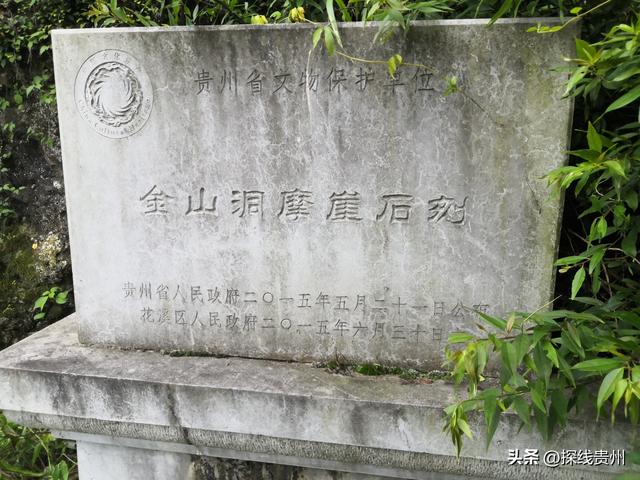 贵州省文物保护单位
金山洞摩崖石刻
贵州省人民政府二〇一五年五月二十一日公布
花溪区人民政府二〇一五年六月三十日
头条 @探线贵州